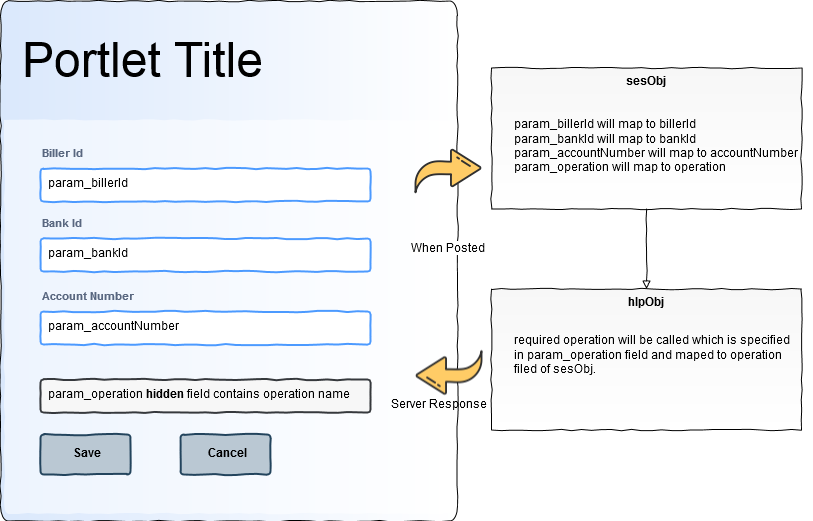 Portlet Title
Biller Id
param_billerId
Bank Id
param_bankId
Account Number
param_accountNumber
param_operation hidden field contains operation name
Save
Cancel
When Posted
Server Response
sesObj
param_billerId will map to billerId
param_bankId will map to bankId
param_accountNumber will map to accountNumber
param_operation will map to operation
hlpObj
required operation will be called which is specified
in param_operation field and maped to operation
filed of sesObj.